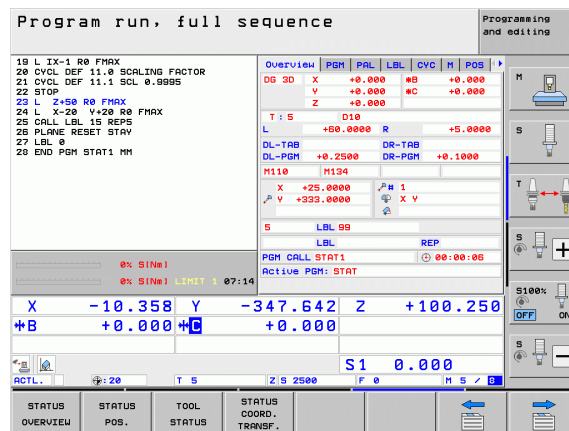 Program run, full sequence
Programming and editing
19 L IX-1 R0 FMAX
20 CYCL DEF 11.0 SCALING FACTOR
21 CYCL DEF 11.1 SCL 0.9995
22 STOP
23 L Z+50 R0 FMAX
24 L X-20 Y+20 R0 FMAX
25 CALL LBL 15 REP5
26 PLANE RESET STAY
27 LBL 0
28 END PGM STAT1 MM
0% S[Nm]
0% S[Nm] LIMIT 1 07:14
Overview PGM PAL LBL CYC M POS
DG 3D X +0.000 *B +0.000
Y +0.000 *C +0.000
Z +0.000
T : 5 D10
L +60.0000 R +5.0000
DL-TAB DR-TAB
DL-PGM +0.2500 DR-PGM +0.1000
M110 M134
X +25.0000 # 1
Y +333.0000 X Y
5 LBL 99
LBL REP
PGM CALL STAT1 00:00:06
Active PGM: STAT
X -10.358 Y -347.642 Z +100.250
*B +0.000 *C +0.000
S1 0.000
ACTL. : 20 T 5 Z S 2500 F 0 M 5 / 8
M
S
T
S
S100%
OFF ON
S
STATUS OVERVIEW
STATUS POS.
TOOL STATUS
STATUS COORD. TRANSF.